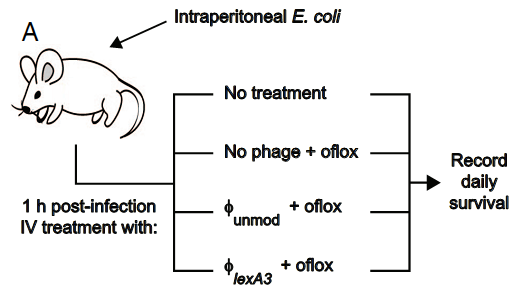 A
Intraperitoneal E. coli
No treatment
No phage + oflox
1 h post-infection
IV treatment with:
ϕunmod + oflox
ϕlexA3 + oflox
Record
daily
survival